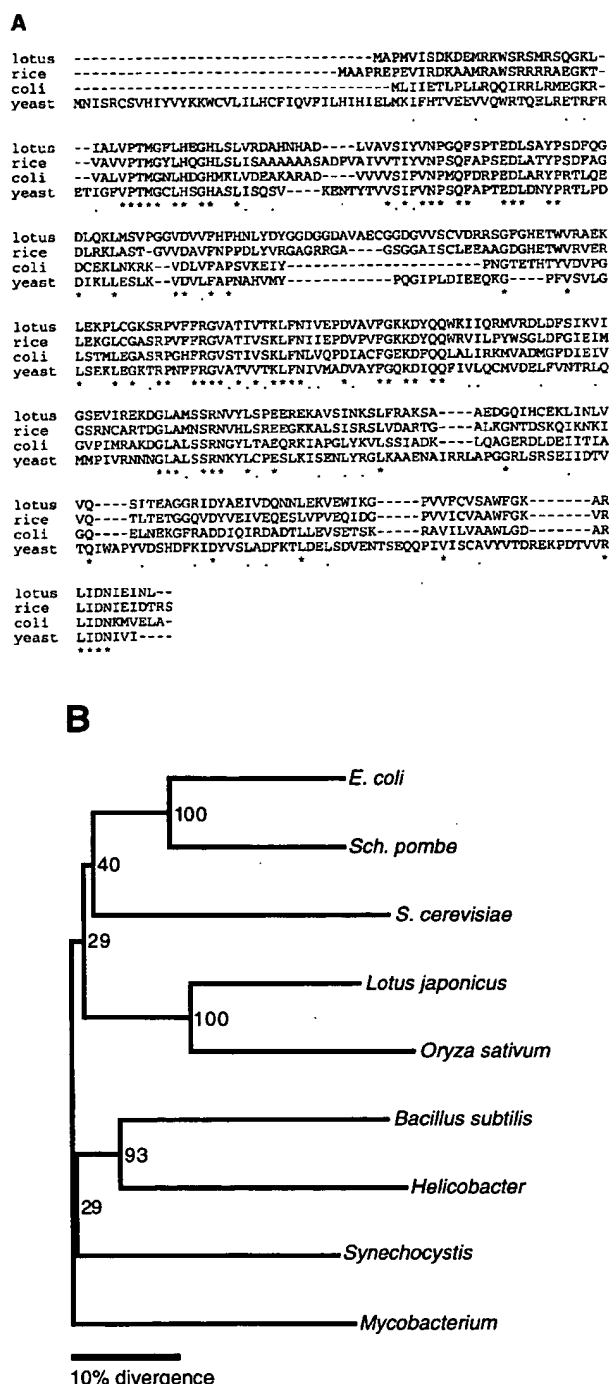 A
lotus ------------------------------------MAPMVISDKDEMRKWSRSMRSQGKL-
rice -------------------------------MAAPREPEVIRDKAAMRAWSRRRRAEGKT-
coli --------------------------------------MLIIETLPLLRQQIRRLRMEGKR-
yeast MNISRCSVHIYVYKKWCVLILHCFIQVFILHIHIELMKIFHTVEEVVQWRTQELRETRFR
lotus --IALVPTMGFLHEGHLSLVRDAHNHAD----LVAVSIYVNPGQFSPTEDLSAYPSDFQG
rice --VAVVPTMGYLHQGHLSLISAAAAASADPVAIVVTIYVNPSQFAPSEDLATYPSDFAG
coli --VALVPTMGNLHDGHMKLVDEAKARAD----VVVVSIFVNPMQFDRPEDLARYPRTLQE
yeast ETIGFVPTMGCLHSGHASLISQSV----KENTYTVVSIFVNPSQFAPTEDLDNYPRTLPD
lotus DLQKLMSVPGGVDVVFHPHNLYDYGGDGGDAVAECGGDGVVSCVDRRSGFGHETWVRAEK
rice DLRKLAST-GVVDAVFNPPDLYVRGAGRRGA---GSGGAISCLEEAAGDGHETWVRVER
coli DCEKLNKRK--VDLVFAPSVKEIY----------------PNGTETHTYVDVPG
yeast DIKLLESLK--VDVLFAPNAHVMY------------PQGIPLDIEEQKG---PFVSVLG
lotus LEKPLCGKSRPVFFRGVATIVTKLFNIVEPDVAVFGKKDYQQWKIIQRMVRDLDFSIKVI
rice LEKGLCGASRPVFFRGVATIVSKLFNIIEPDVPVFGKKDYQQWRVILPYWSGLDFGIEIM
coli LSTMLEGASRPGHFRGVSTIVSKLFNLVQPDIACFGEKDFQQLALIRKMVADMGFDIEIV
yeast LSEKLEGKTRPNFFRGVATVVTKLFNIVMADVAYFGQKDIQQFIVLQCMVDELFVNTRLQ
lotus GSEVIREKDGLAMSSRNVYLSPEEREKAVSINKSLFRAKSA----AEDGQIHCEKLINLV
rice GSRNCARTDGLAMNSRNVHLSREEGKKALSISRSLVDARTG----ALKGNTDSKQIKNKI
coli GVPIMRAKDGLALSSRNGYLTAEQRKIAPGLYKVLSSIADK----LQAGERDLDEIITIA
yeast MMPIVRNNNGLALSSRNKYLCPESLKISENLYRGLKAAENAIRRLAPGGRLSRSEIIDTV
lotus VQ----SITEAGGRIDYAEIVDQNNLEKVEWIKG-----PVVFCVSAWFGK-------AR
rice VQ----TLTETGGQVDYVEIVEQESLVPVEQIDG-----PVVICVAAWFGK-------VR
coli GQ----ELNEKGFRADDIQIRDADTLLEVSETSK-----RAVILVAAWLGD-------AR
yeast TQIWAPYVDSHDFKIDYVSLADFKTLDELSDVENTSEQQPIVISCAVYVTDREKPDTVVR
lotus LIDNIEINL--
rice LIDNIEIDTRS
coli LIDNKMVELA-
yeast LIDNIVI----
B
E. coli
100
Sch. pombe
40
S. cerevisiae
29
Lotus japonicus
100
Oryza sativum
Bacillus subtilis
93
Helicobacter
29
Synechocystis
Mycobacterium
10% divergence